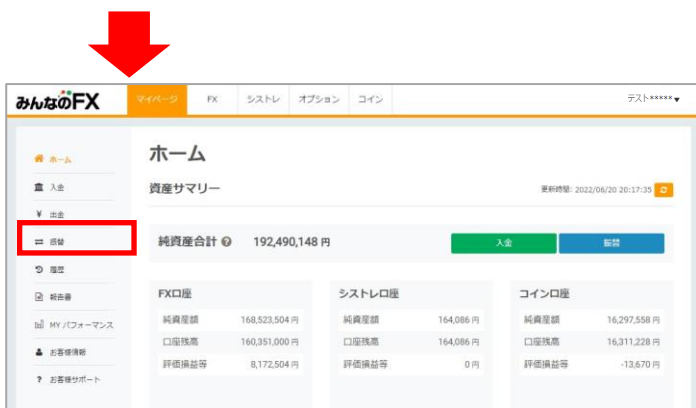 みんなのFX マイページ FX シストレ オプション コイン テスト***** ▼
ホーム
ホーム
入金
資産サマリー 更新時間: 2022/06/20 20:17:35
出金
振替
純資産合計 192,490,148 円 入金 振替
履歴
報告書
MY パフォーマンス
お客様情報
お客様サポート
FX口座
純資産額 168,523,504 円
口座残高 160,351,000 円
評価損益等 8,172,504 円
シストレ口座
純資産額 164,086 円
口座残高 164,086 円
評価損益等 0 円
コイン口座
純資産額 16,297,558 円
口座残高 16,311,228 円
評価損益等 -13,670 円